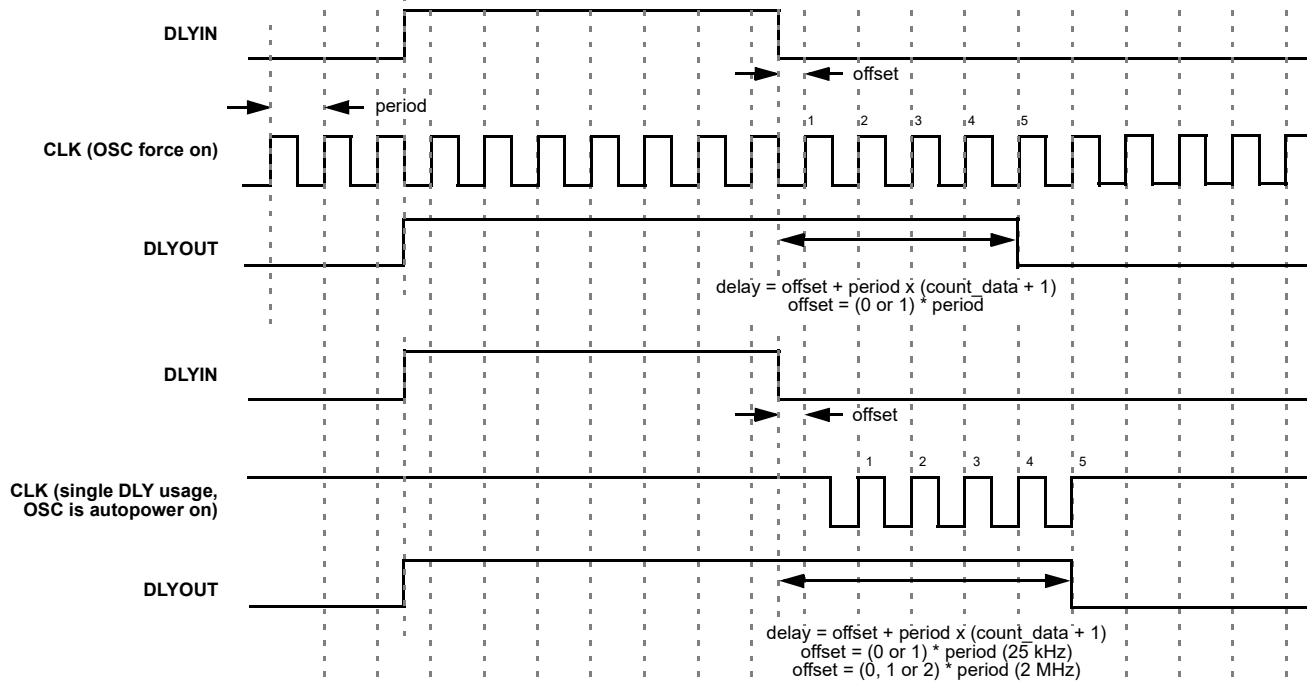 DLYIN
offset
period
1 2 3 4 5
CLK (OSC force on)
DLYOUT
delay = offset + period x (count_data + 1)
offset = (0 or 1) * period
DLYIN
offset
1 2 3 4 5
CLK (single DLY usage,
OSC is autopower on)
DLYOUT
delay = offset + period x (count_data + 1)
offset = (0 or 1) * period (25 kHz)
offset = (0, 1 or 2) * period (2 MHz)